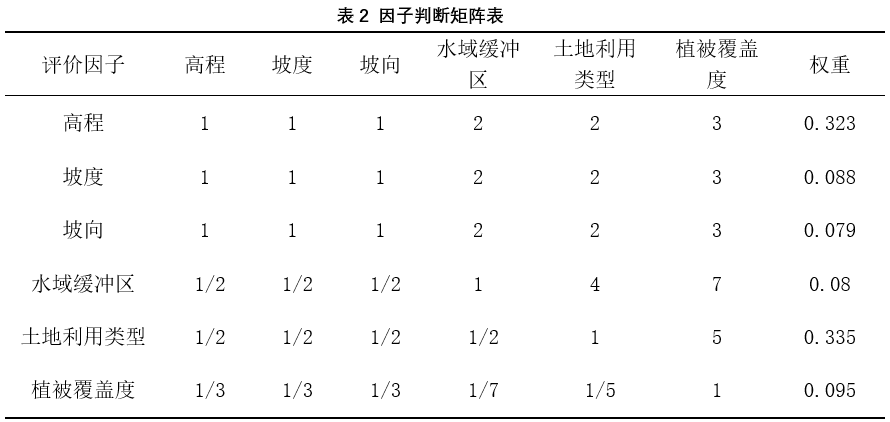 表 2 因子判断矩阵表
评价因子 高程 坡度 坡向 水域缓冲区 土地利用类型 植被覆盖度 权重
高程 1 1 1 2 2 3 0.323
坡度 1 1 1 2 2 3 0.088
坡向 1 1 1 2 2 3 0.079
水域缓冲区 1/2 1/2 1/2 1 4 7 0.08
土地利用类型 1/2 1/2 1/2 1/2 1 5 0.335
植被覆盖度 1/3 1/3 1/3 1/7 1/5 1 0.095